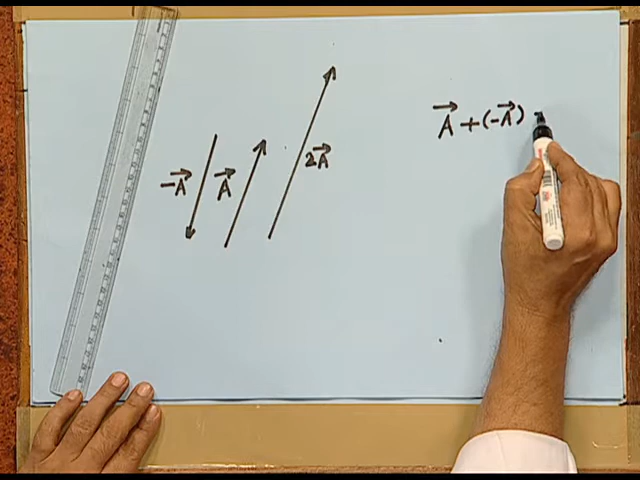 -A⃗
A⃗
2A⃗
A⃗ + (-A⃗) =